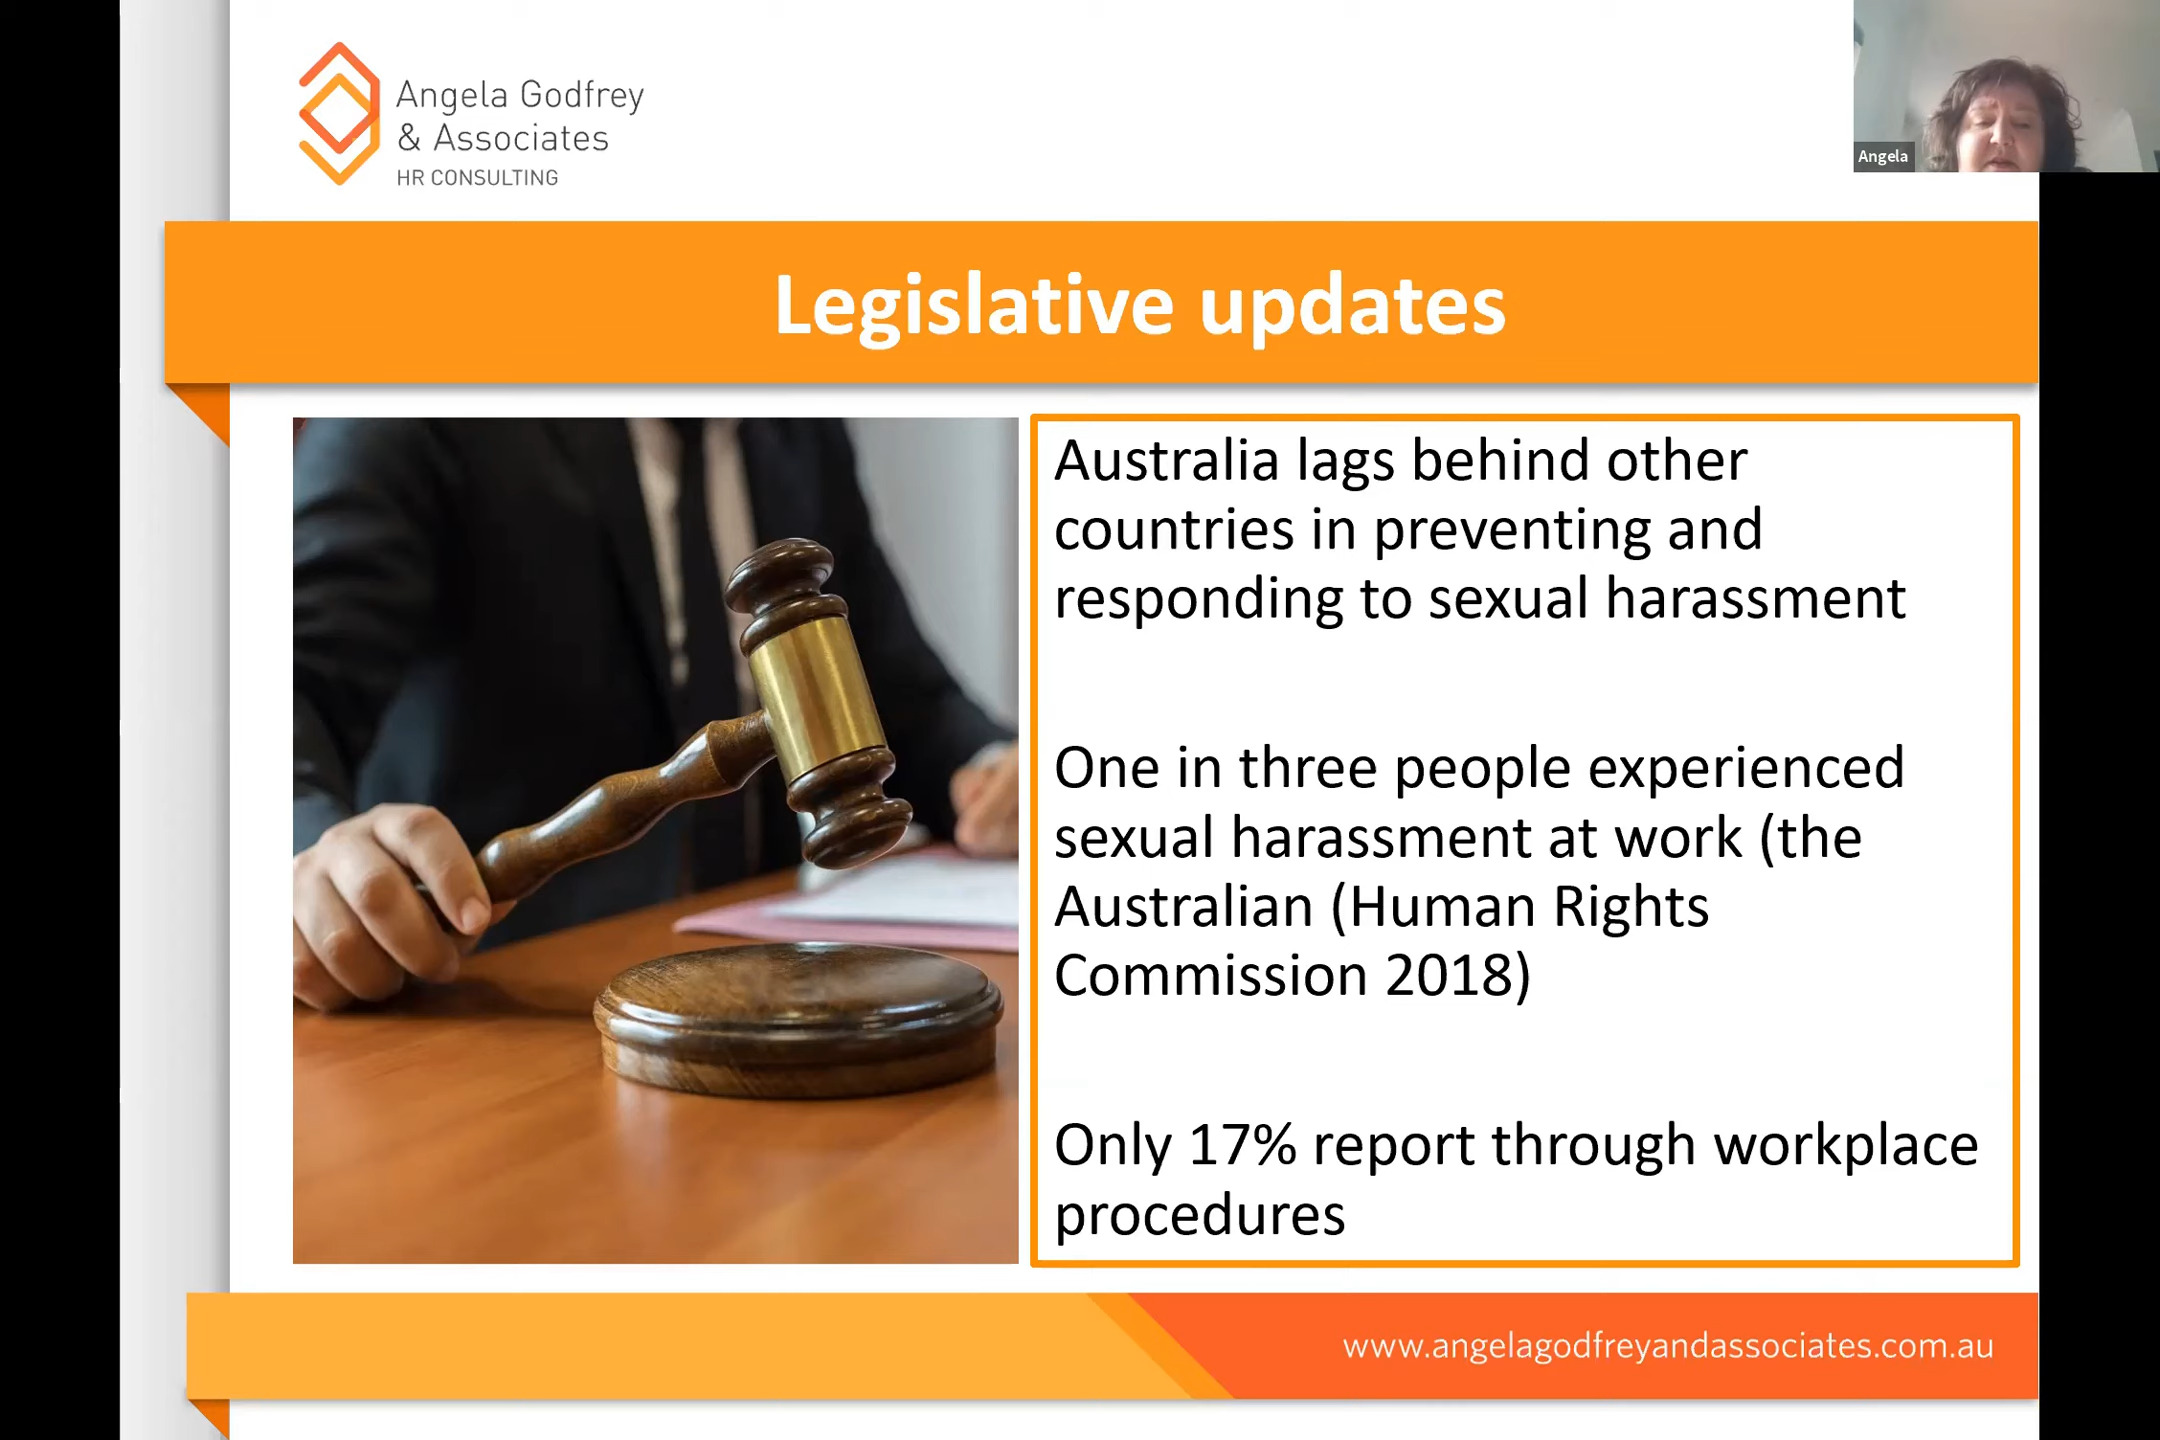 Angela Godfrey
& Associates
HR CONSULTING
Angela
Legislative updates
Australia lags behind other
countries in preventing and
responding to sexual harassment
One in three people experienced
sexual harassment at work (the
Australian (Human Rights
Commission 2018)
Only 17% report through workplace
procedures
www.angelagodfreyandassociates.com.au